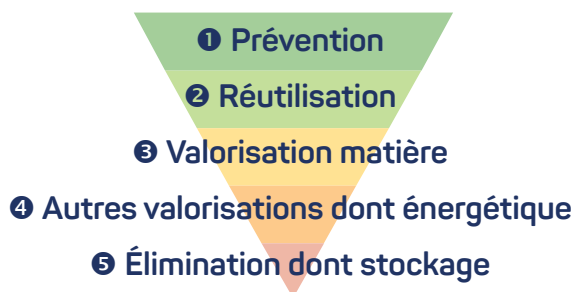 ❶ Prévention
❷ Réutilisation
❸ Valorisation matière
❹ Autres valorisations dont énergétique
❺ Élimination dont stockage